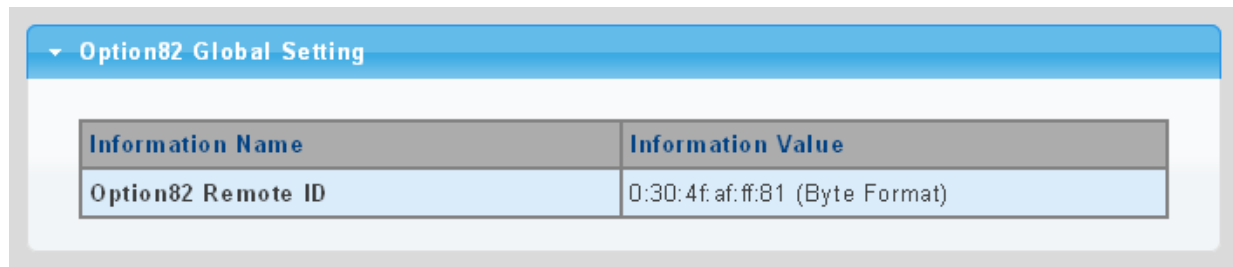 Option82 Global Setting
Information Name Information Value
Option82 Remote ID 0:30:4f:af:ff:81 (Byte Format)